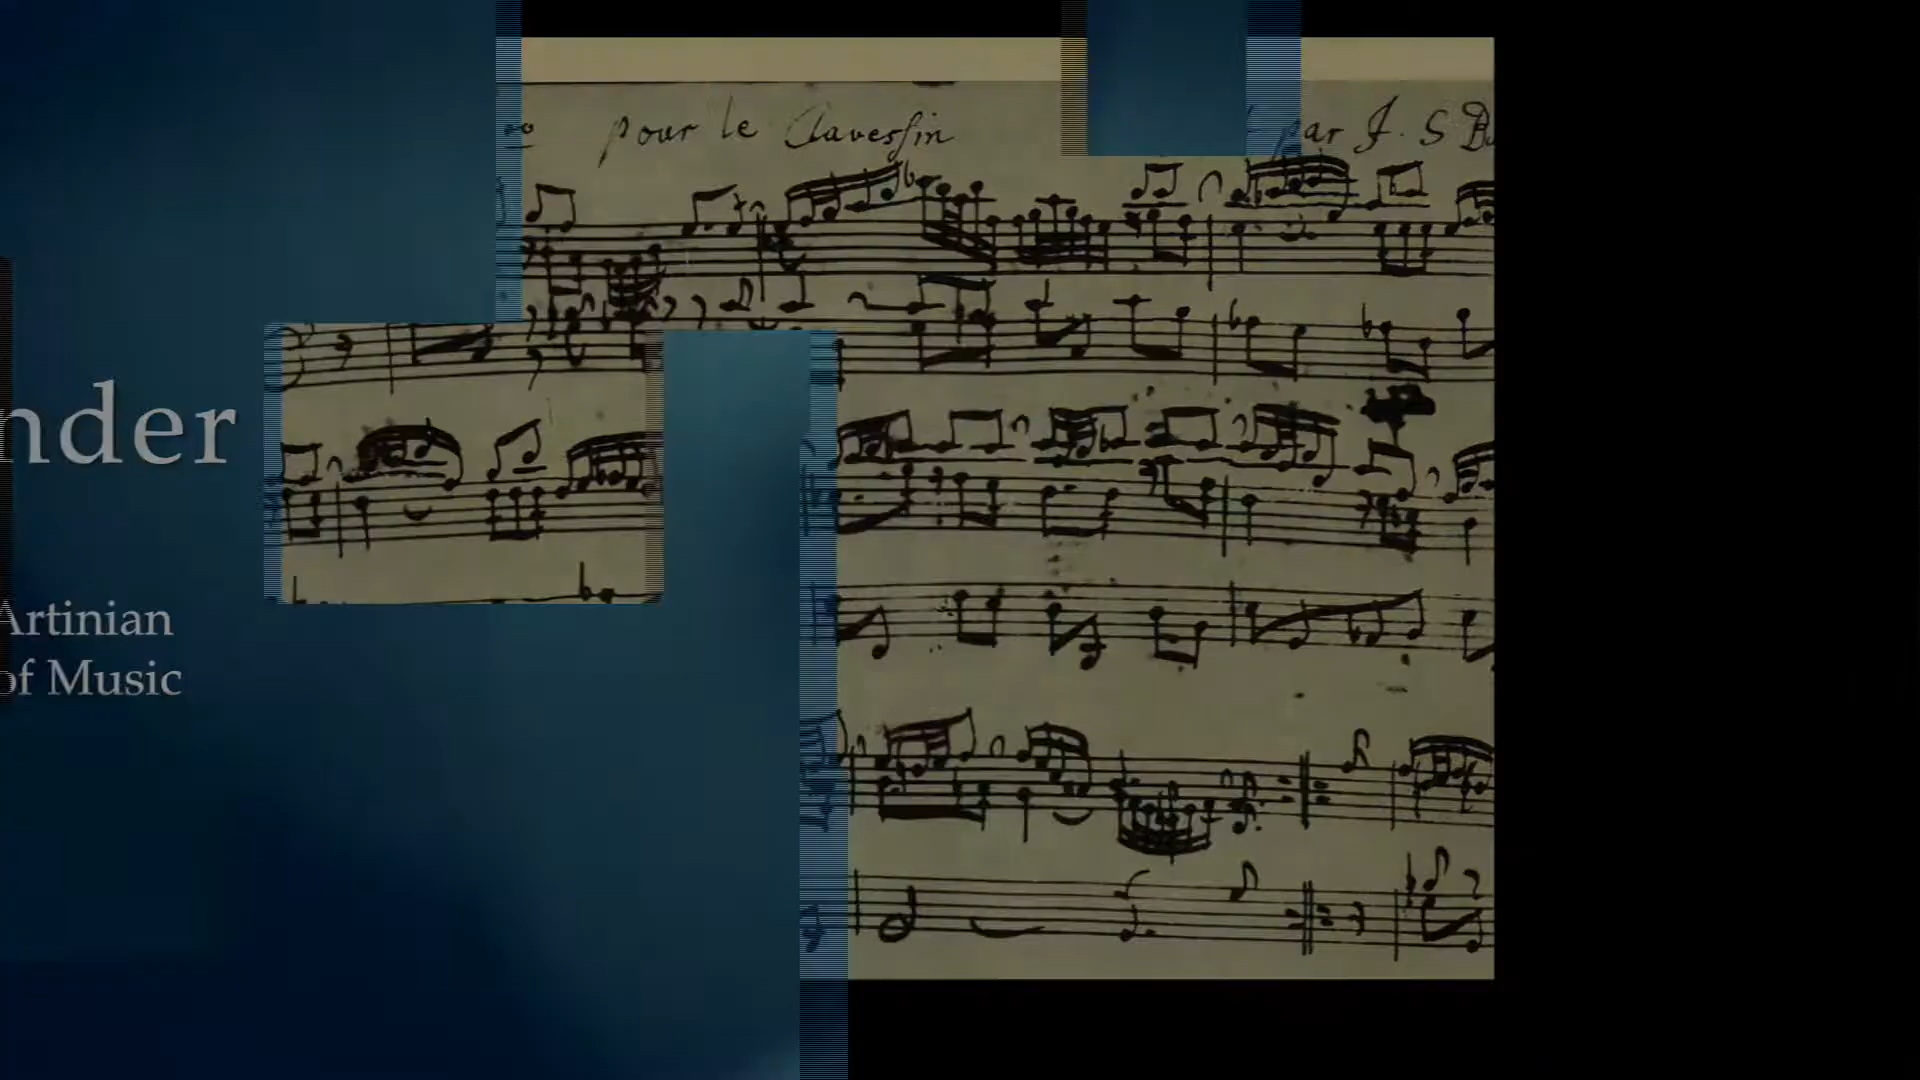 pour le Clavessin
par J. S B
nder
Artinian
of Music